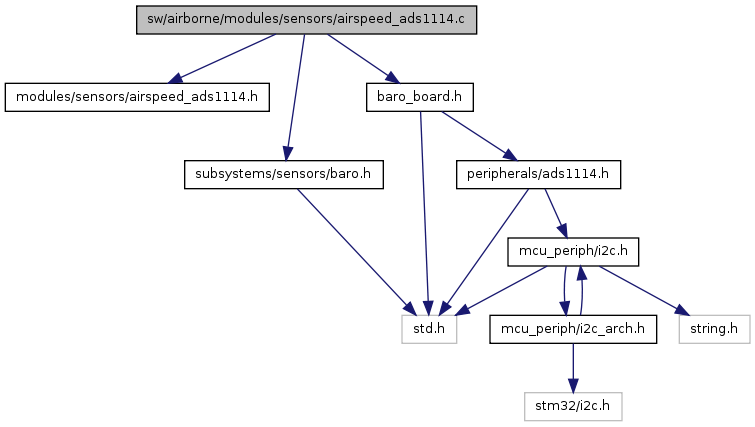 sw/airborne/modules/sensors/airspeed_ads1114.c
modules/sensors/airspeed_ads1114.h
baro_board.h
subsystems/sensors/baro.h
peripherals/ads1114.h
mcu_periph/i2c.h
std.h
mcu_periph/i2c_arch.h
string.h
stm32/i2c.h